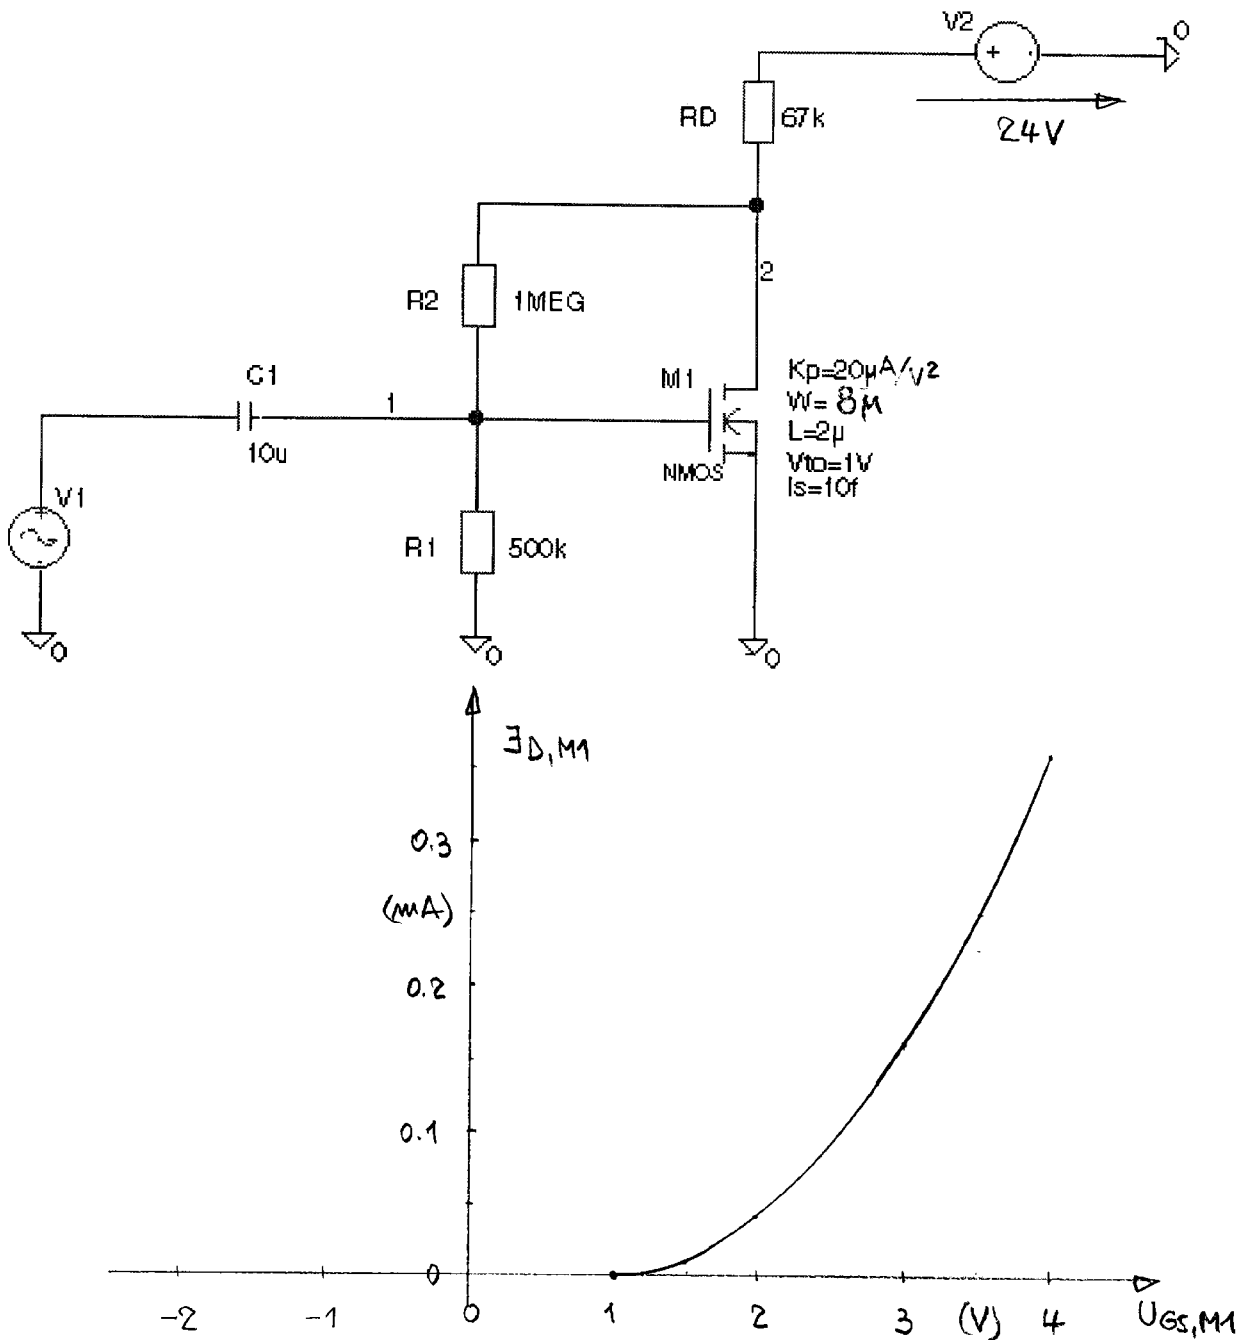 V2
0
RD
67k
24V
2
R2
1MEG
C1
1
10u
M1
Kp=20µA/V²
W= 8µ
L=2µ
Vto=1V
Is=10f
NMOS
V1
R1
500k
0
0
0
ID,M1
0.3
(mA)
0.2
0.1
0
-2
-1
0
1
2
3
(V)
4
UGS,M1